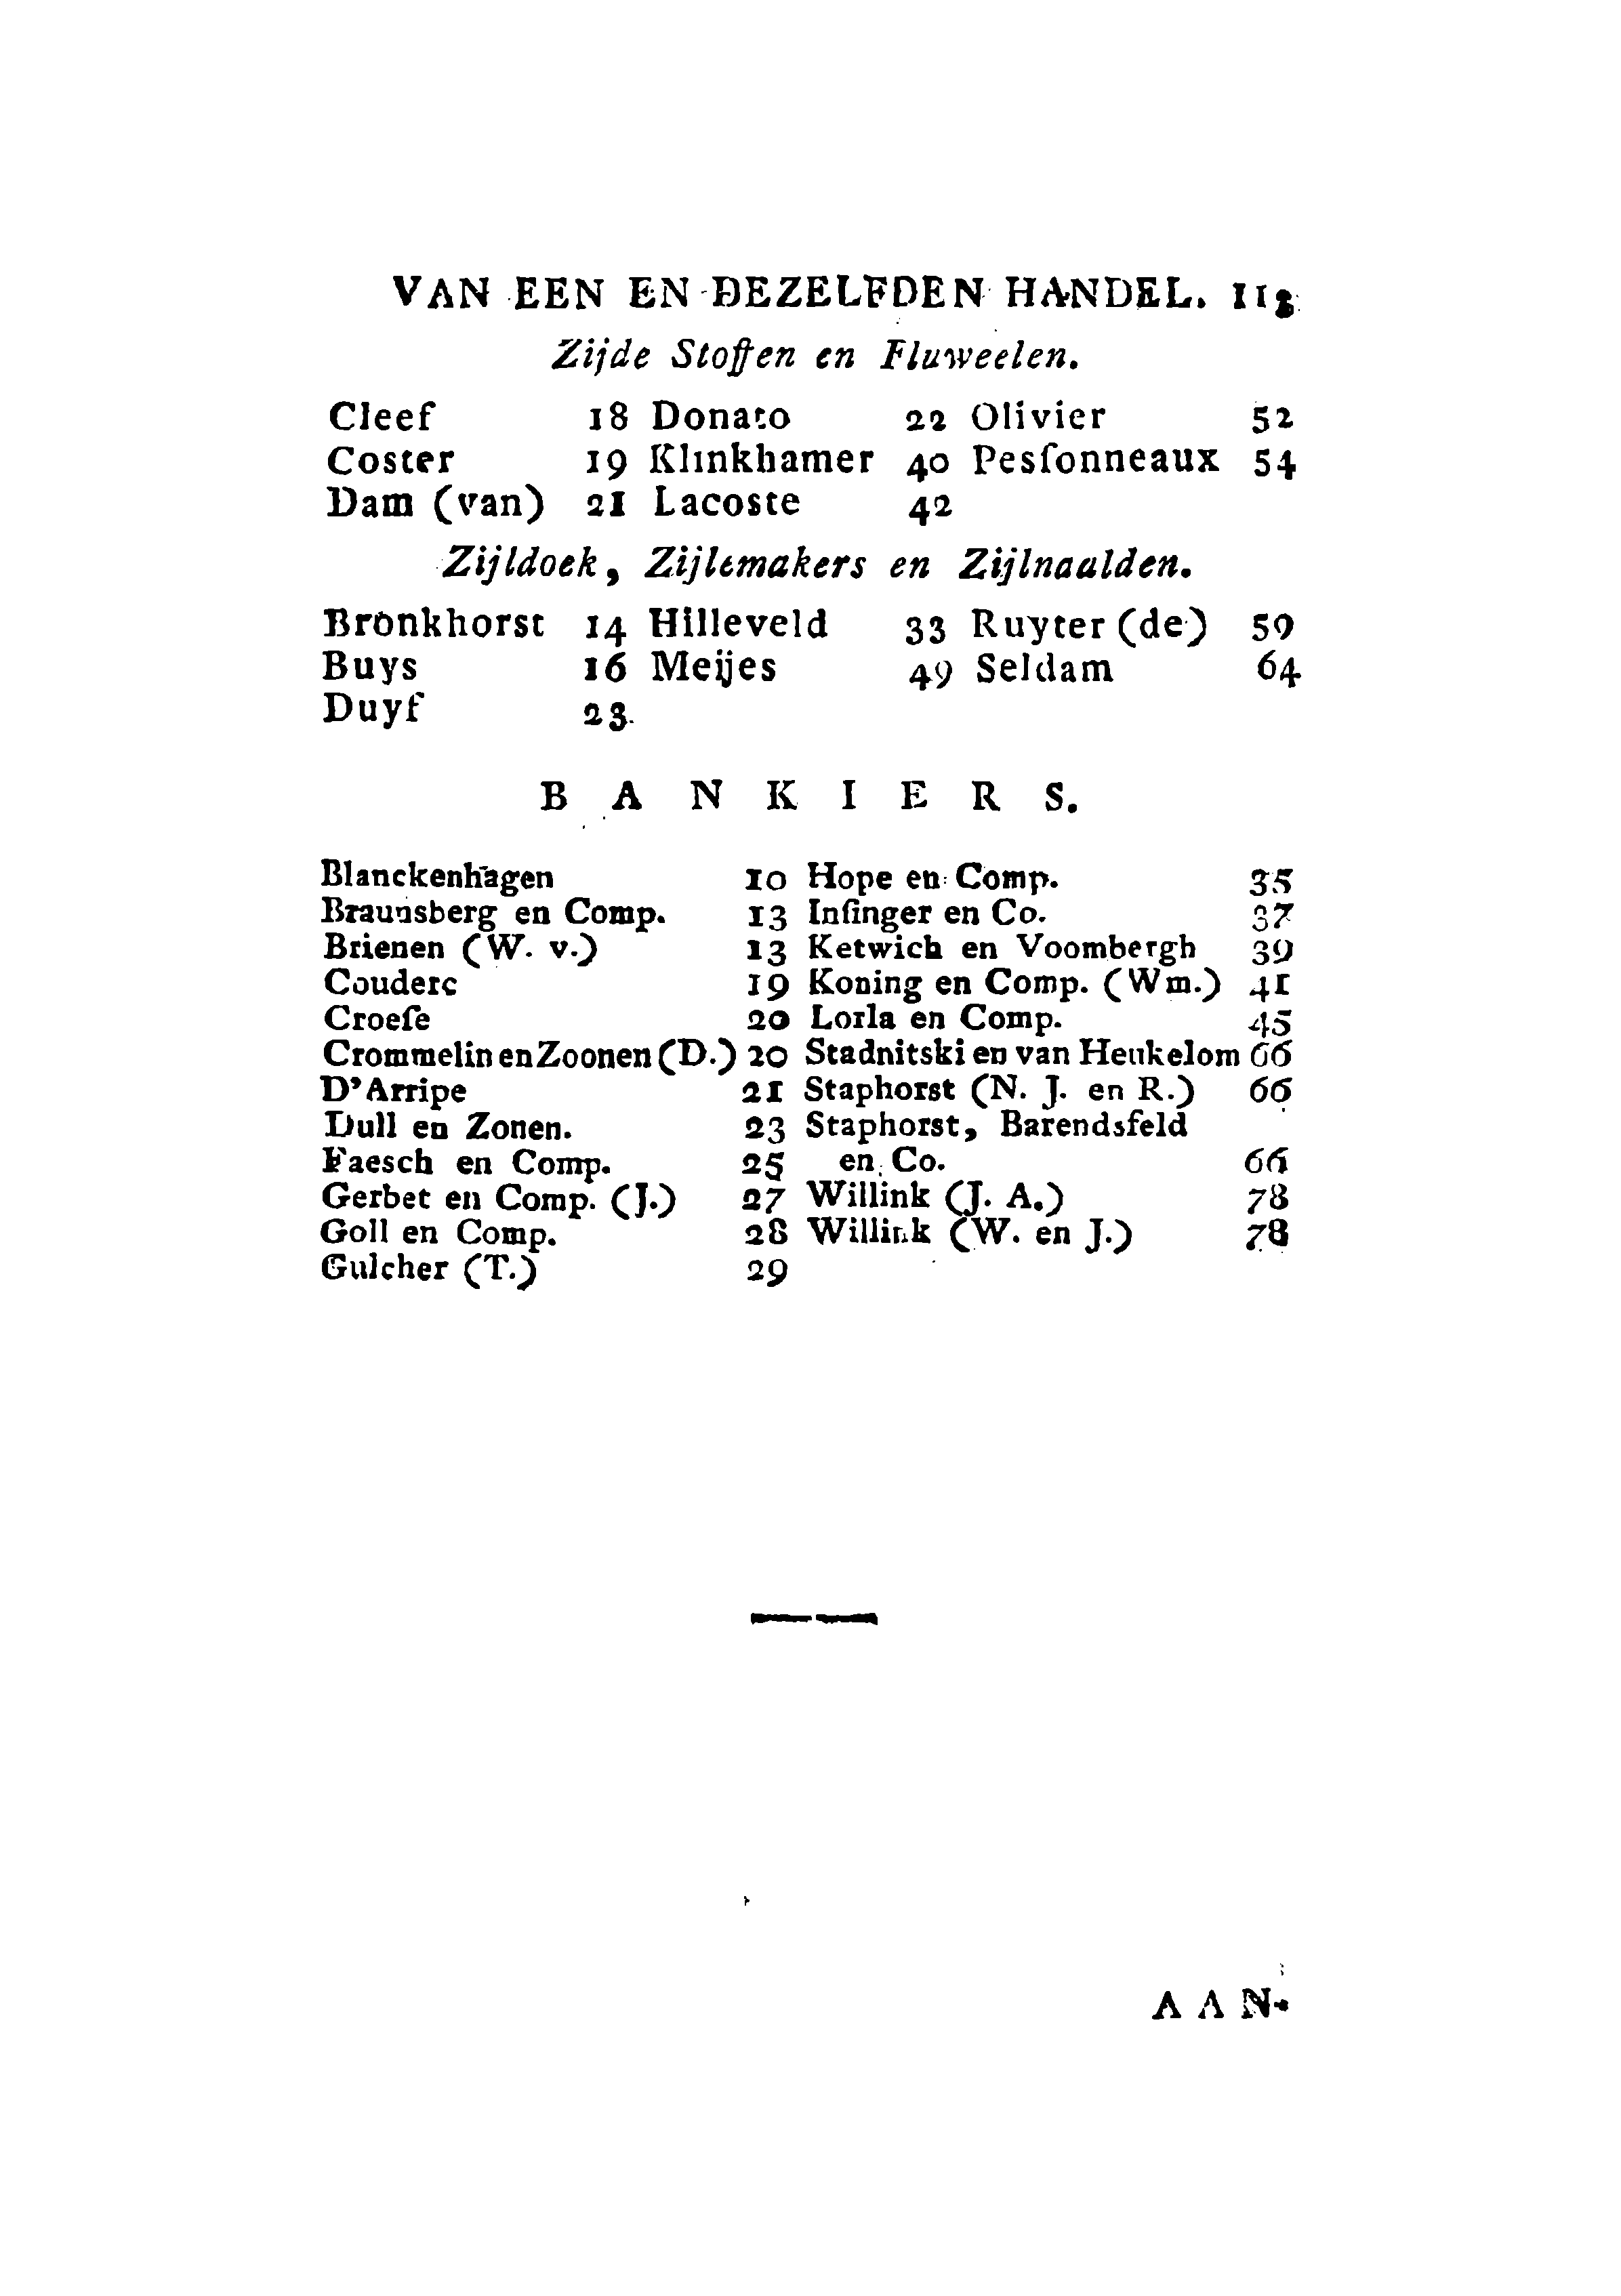 VAN EEN EN DEZELFDEN HANDEL. 113
Zijde Stoffen en Fluweelen.
Cleef 18 Donato 22 Olivier 52
Coster 19 Klinkhamer 40 Pesſonneaux 54
Dam (van) 21 Lacoste 42
Zijldoek, Zijlemakers en Zijlnaalden.
Bronkhorst 14 Hilleveld 33 Ruyter (de) 59
Buys 16 Meijes 49 Seldam 64
Duyf 23
BANKIERS.
Blanckenhagen 10 Hope en Comp. 35
Braunsberg en Comp. 13 Inſinger en Co. 37
Brienen (W. v.) 13 Ketwich en Voombergh 39
Couderc 19 Koning en Comp. (Wm.) 41
Croeſe 20 Lorla en Comp. 45
Crommelin en Zoonen (D.) 20 Stadnitski en van Heukelom 66
D'Arripe 21 Staphorst (N. J. en R.) 66
Dull en Zonen. 23 Staphorst, Barendsfeld
Faesch en Comp. 25 en Co. 66
Gerbet en Comp. (J.) 27 Willink (J. A.) 78
Goll en Comp. 28 Willink (W. en J.) 78
Gulcher (T.) 29
AAN-